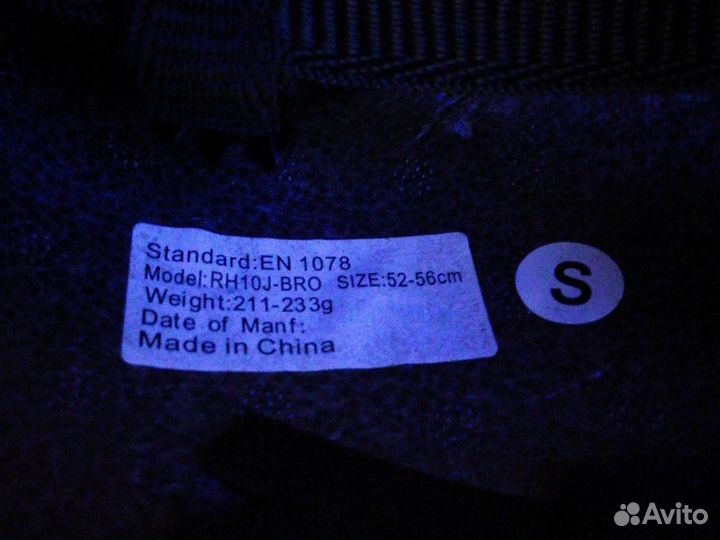 Standard:EN 1078
Model:RH10J-BRO SIZE:52-56cm
Weight:211-233g
Date of Manf:
Made in China
S
Avito